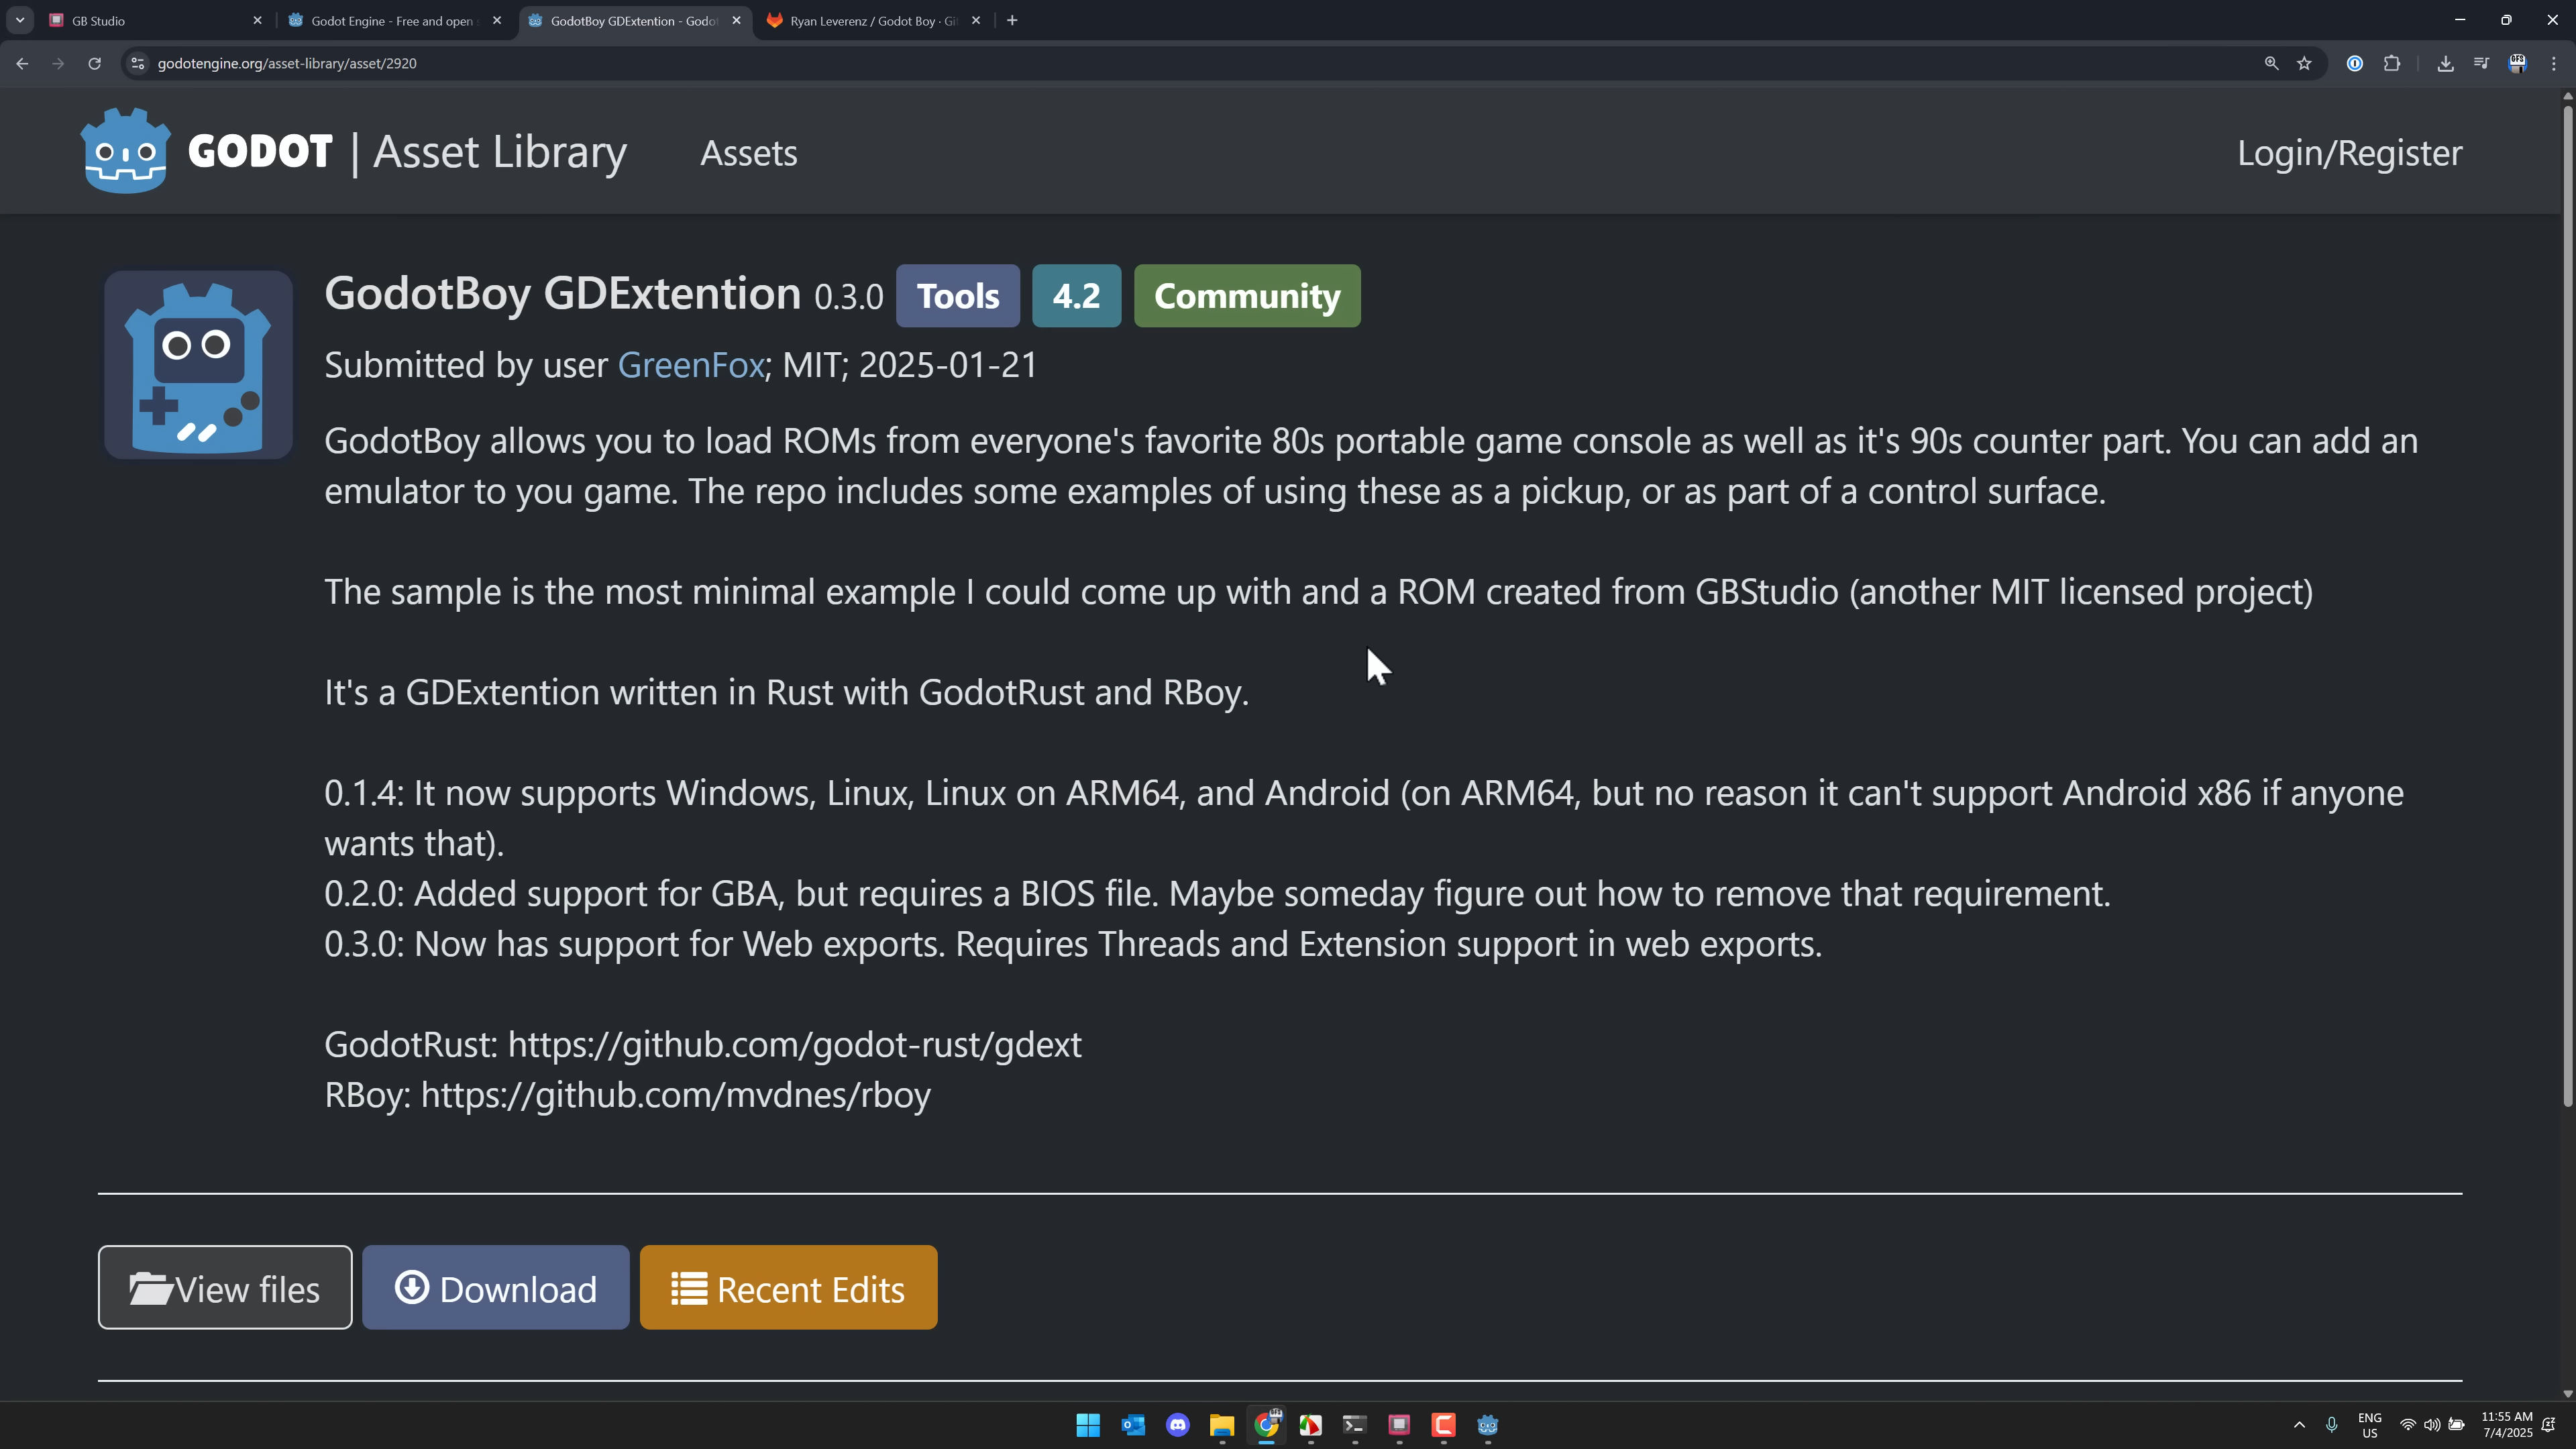 GB Studio
Godot Engine - Free and open
GodotBoy GDExtention - Godot
Ryan Leverenz / Godot Boy · Gi
godotengine.org/asset-library/asset/2920
GODOT | Asset Library
Assets
Login/Register
GodotBoy GDExtention 0.3.0 Tools 4.2 Community
Submitted by user GreenFox; MIT; 2025-01-21
GodotBoy allows you to load ROMs from everyone's favorite 80s portable game console as well as it's 90s counter part. You can add an
emulator to you game. The repo includes some examples of using these as a pickup, or as part of a control surface.
The sample is the most minimal example I could come up with and a ROM created from GBStudio (another MIT licensed project)
It's a GDExtention written in Rust with GodotRust and RBoy.
0.1.4: It now supports Windows, Linux, Linux on ARM64, and Android (on ARM64, but no reason it can't support Android x86 if anyone
wants that).
0.2.0: Added support for GBA, but requires a BIOS file. Maybe someday figure out how to remove that requirement.
0.3.0: Now has support for Web exports. Requires Threads and Extension support in web exports.
GodotRust: https://github.com/godot-rust/gdext
RBoy: https://github.com/mvdnes/rboy
View files
Download
Recent Edits
ENG
US
11:55 AM
7/4/2025